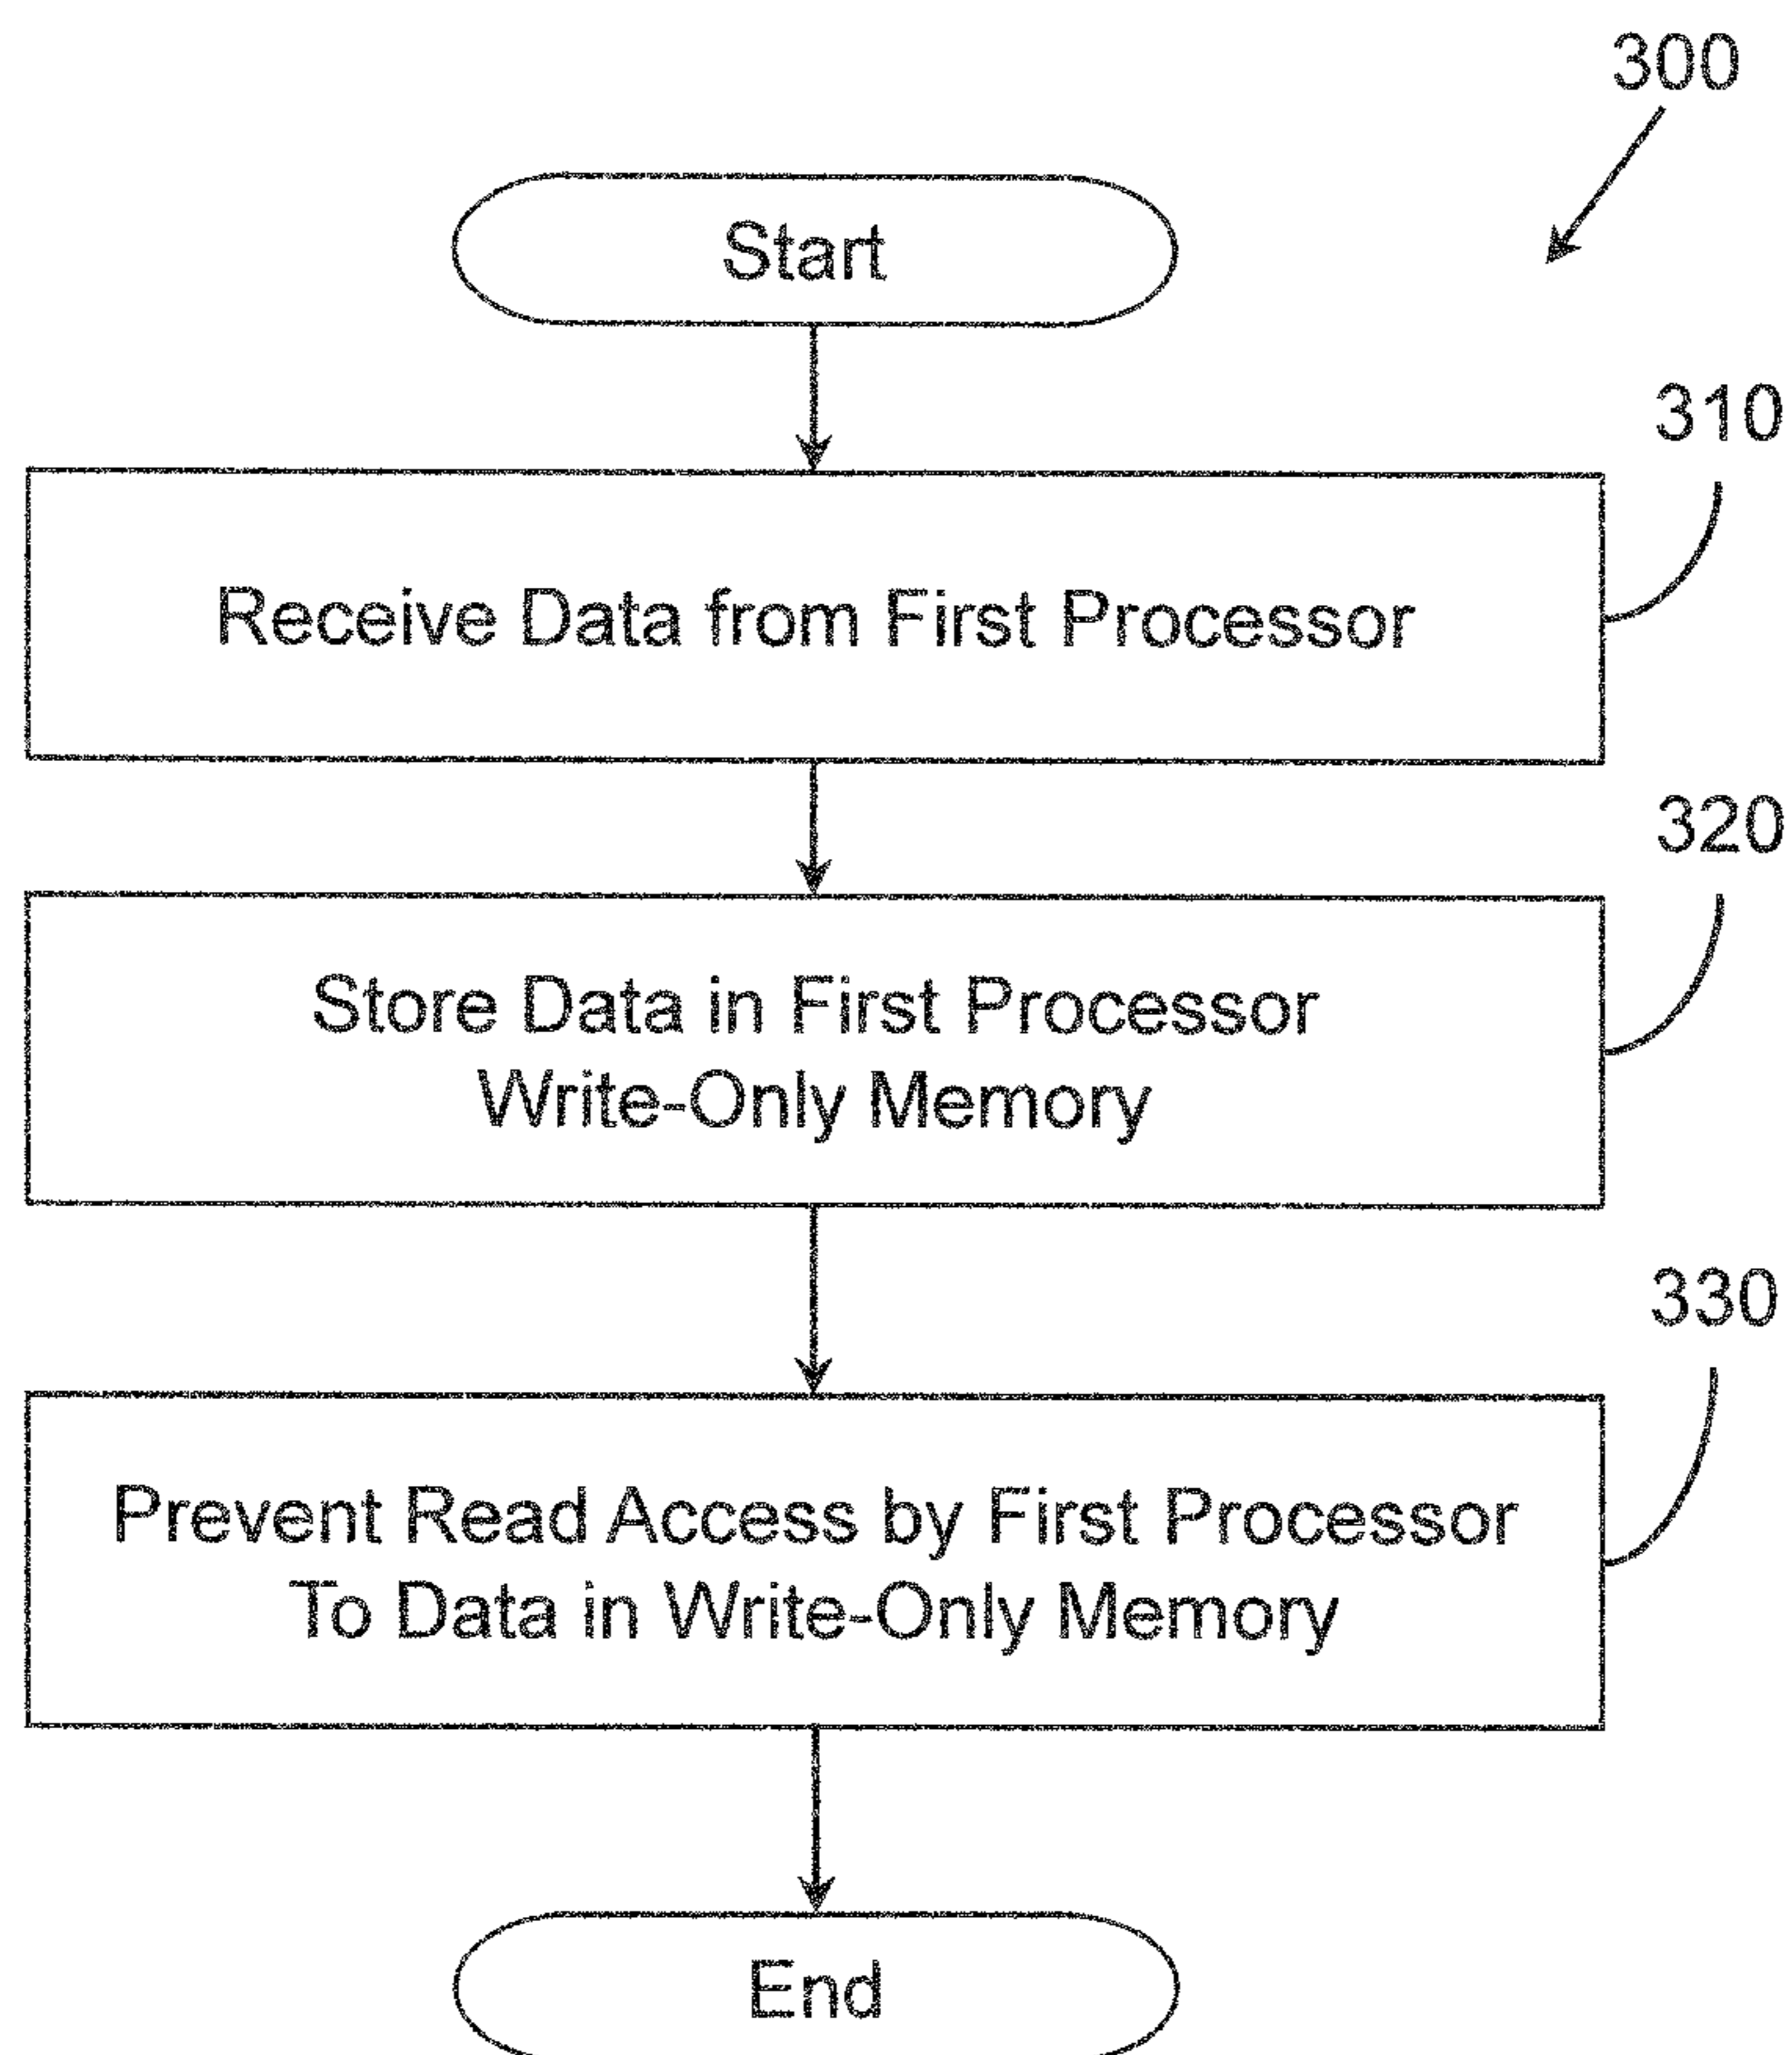 300
Start
310
Receive Data from First Processor
320
Store Data in First Processor
Write-Only Memory
330
Prevent Read Access by First Processor
To Data in Write-Only Memory
End